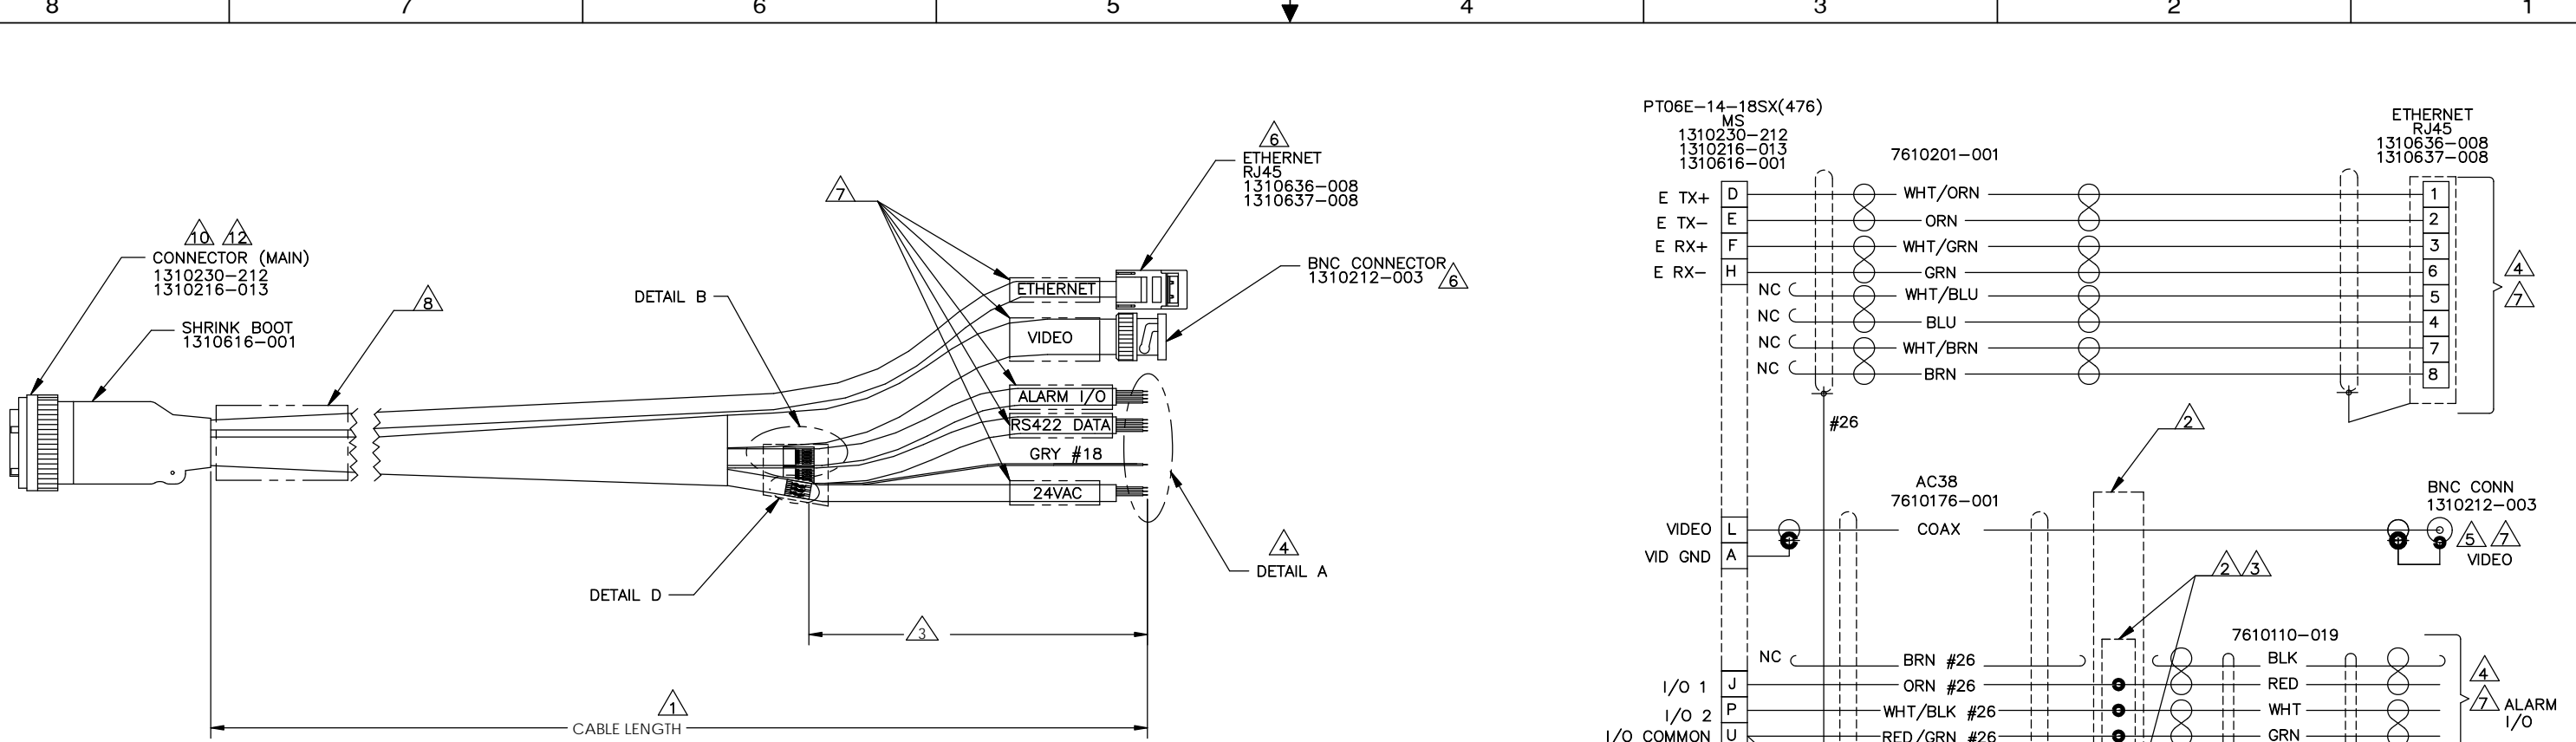 8 7 6 5 4 3 2 1
10 12
CONNECTOR (MAIN)
1310230-212
1310216-013
SHRINK BOOT
1310616-001
8
DETAIL B
7
6
ETHERNET
RJ45
1310636-008
1310637-008
BNC CONNECTOR
1310212-003 6
ETHERNET
VIDEO
ALARM I/O
RS422 DATA
GRY #18
24VAC
4
DETAIL A
DETAIL D
3
1
CABLE LENGTH
PT06E-14-18SX(476)
MS
1310230-212
1310216-013
1310616-001
7610201-001
ETHERNET
RJ45
1310636-008
1310637-008
E TX+ D WHT/ORN 1
E TX- E ORN 2
E RX+ F WHT/GRN 3
E RX- H GRN 6
NC WHT/BLU 5
NC BLU 4
NC WHT/BRN 7
NC BRN 8
4
7
#26
2
AC38
7610176-001
BNC CONN
1310212-003
VIDEO L COAX
VID GND A
5 7
VIDEO
2 3
7610110-019
NC BRN #26 BLK
I/O 1 J ORN #26 RED
I/O 2 P WHT/BLK #26 WHT
I/O COMMON U RED/GRN #26 GRN
4
7 ALARM
I/O